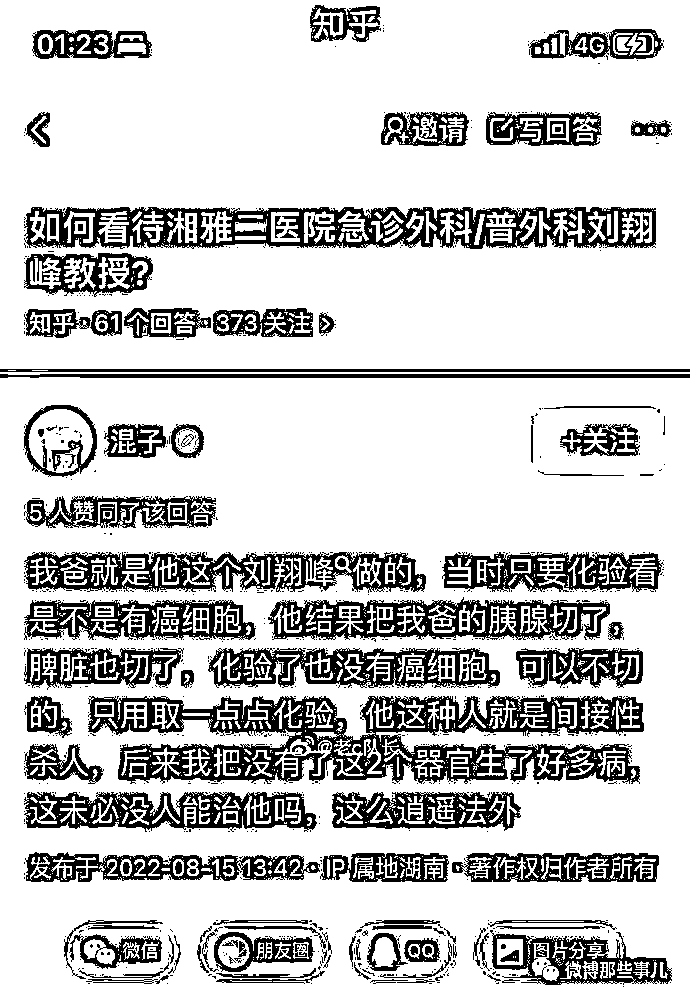 知乎
01:23 4G
邀请 写回答
如何看待湘雅二医院急诊外科/普外科刘翔
峰教授？
知乎·61个回答·373关注 >
混子
+关注
5人赞同了该回答
我爸就是他这个刘翔峰做的，当时只要化验看
是不是有癌细胞，他结果把我爸的胰腺切了，
脾脏也切了，化验了也没有癌细胞，可以不切
的，只用取一点点化验，他这种人就是间接性
@老c队长
杀人，后来我把没有了这2个器官生了好多病，
这未必没人能治他吗，这么逍遥法外
发布于 2022-08-15 13:42·IP 属地湖南·著作权归作者所有
微信 朋友圈 QQ 图片分享
微博那些事儿